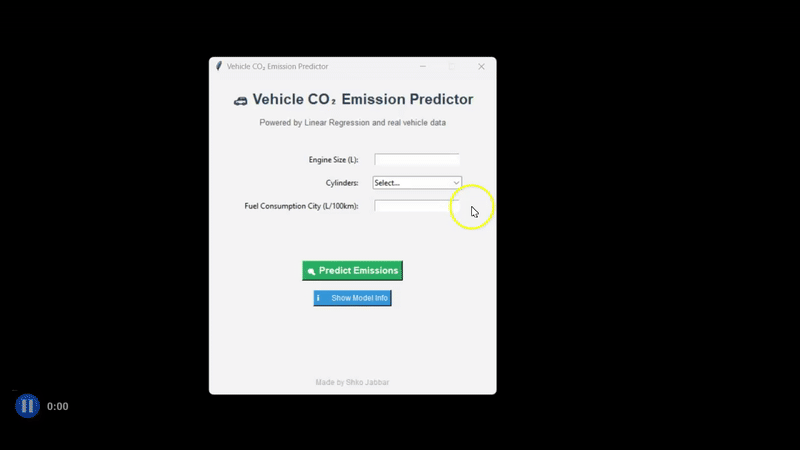 Vehicle CO₂ Emission Predictor
Vehicle CO₂ Emission Predictor
Powered by Linear Regression and real vehicle data
Engine Size (L):
Cylinders: Select...
Fuel Consumption City (L/100km):
Predict Emissions
Show Model Info
Made by Shko Jabbar
0:00